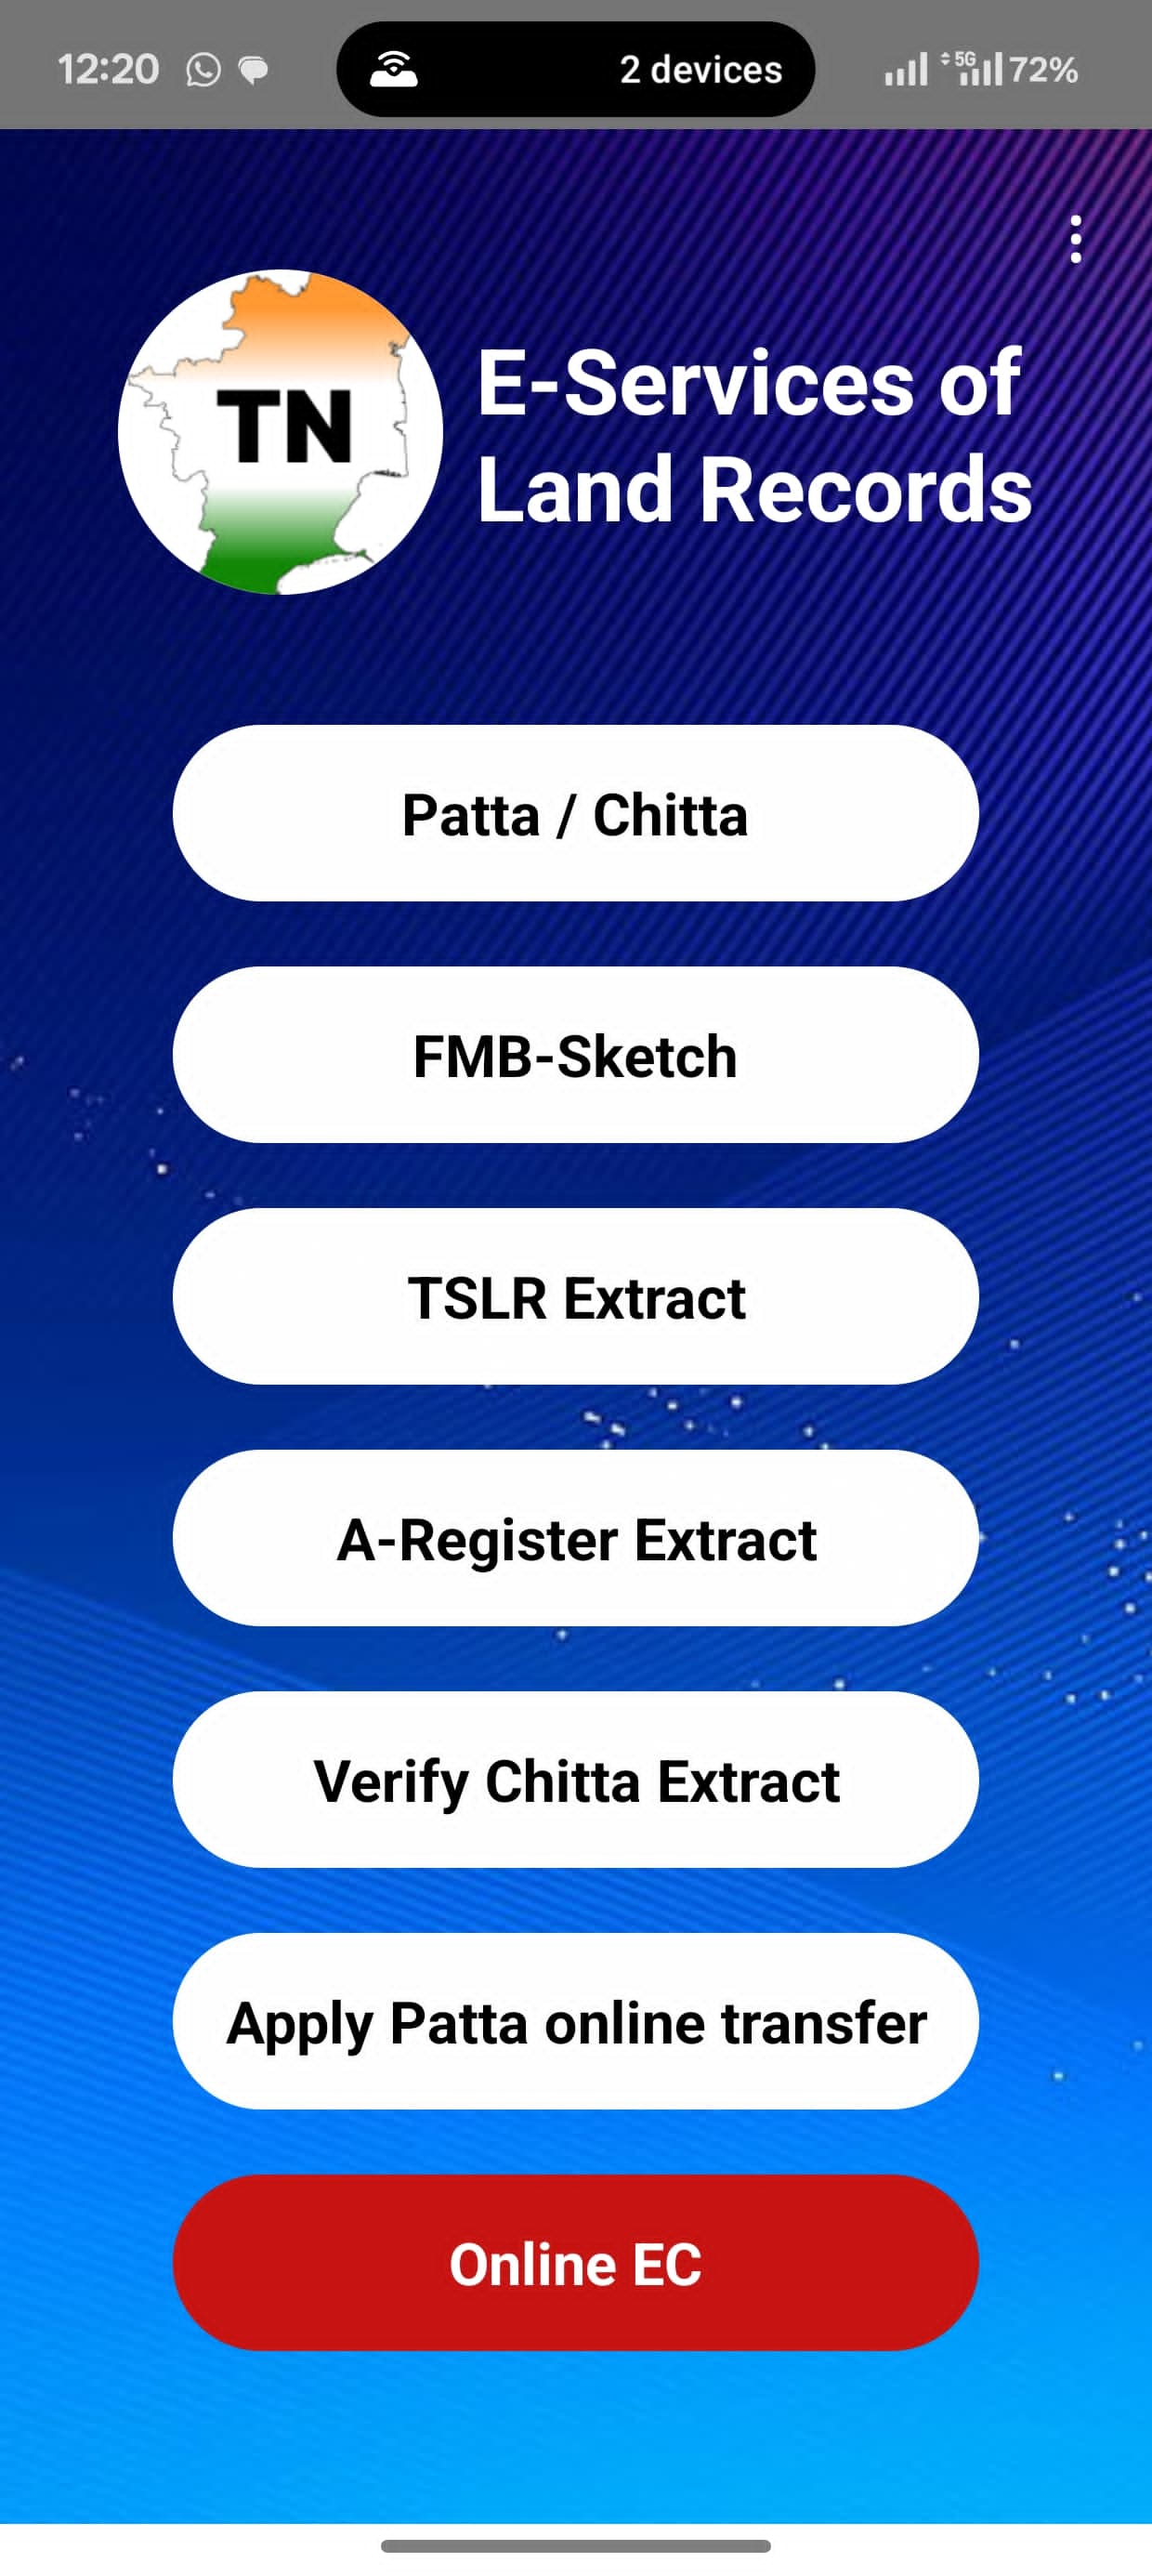 12:20
2 devices
5G
72%
TN
E-Services of
Land Records
Patta / Chitta
FMB-Sketch
TSLR Extract
A-Register Extract
Verify Chitta Extract
Apply Patta online transfer
Online EC